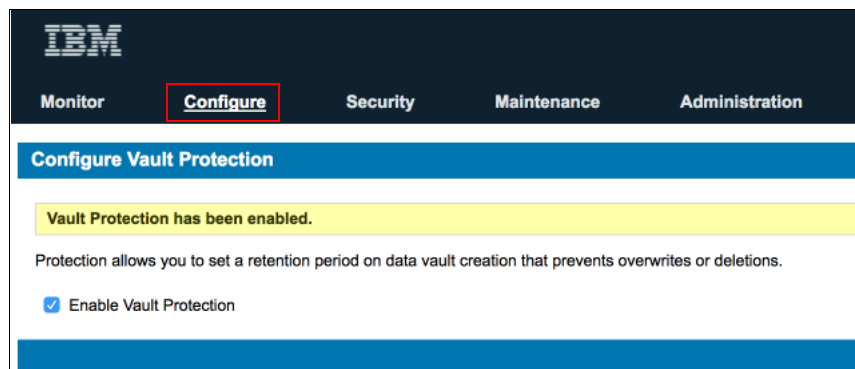 IBM
Monitor Configure Security Maintenance Administration
Configure Vault Protection
Vault Protection has been enabled.
Protection allows you to set a retention period on data vault creation that prevents overwrites or deletions.
Enable Vault Protection